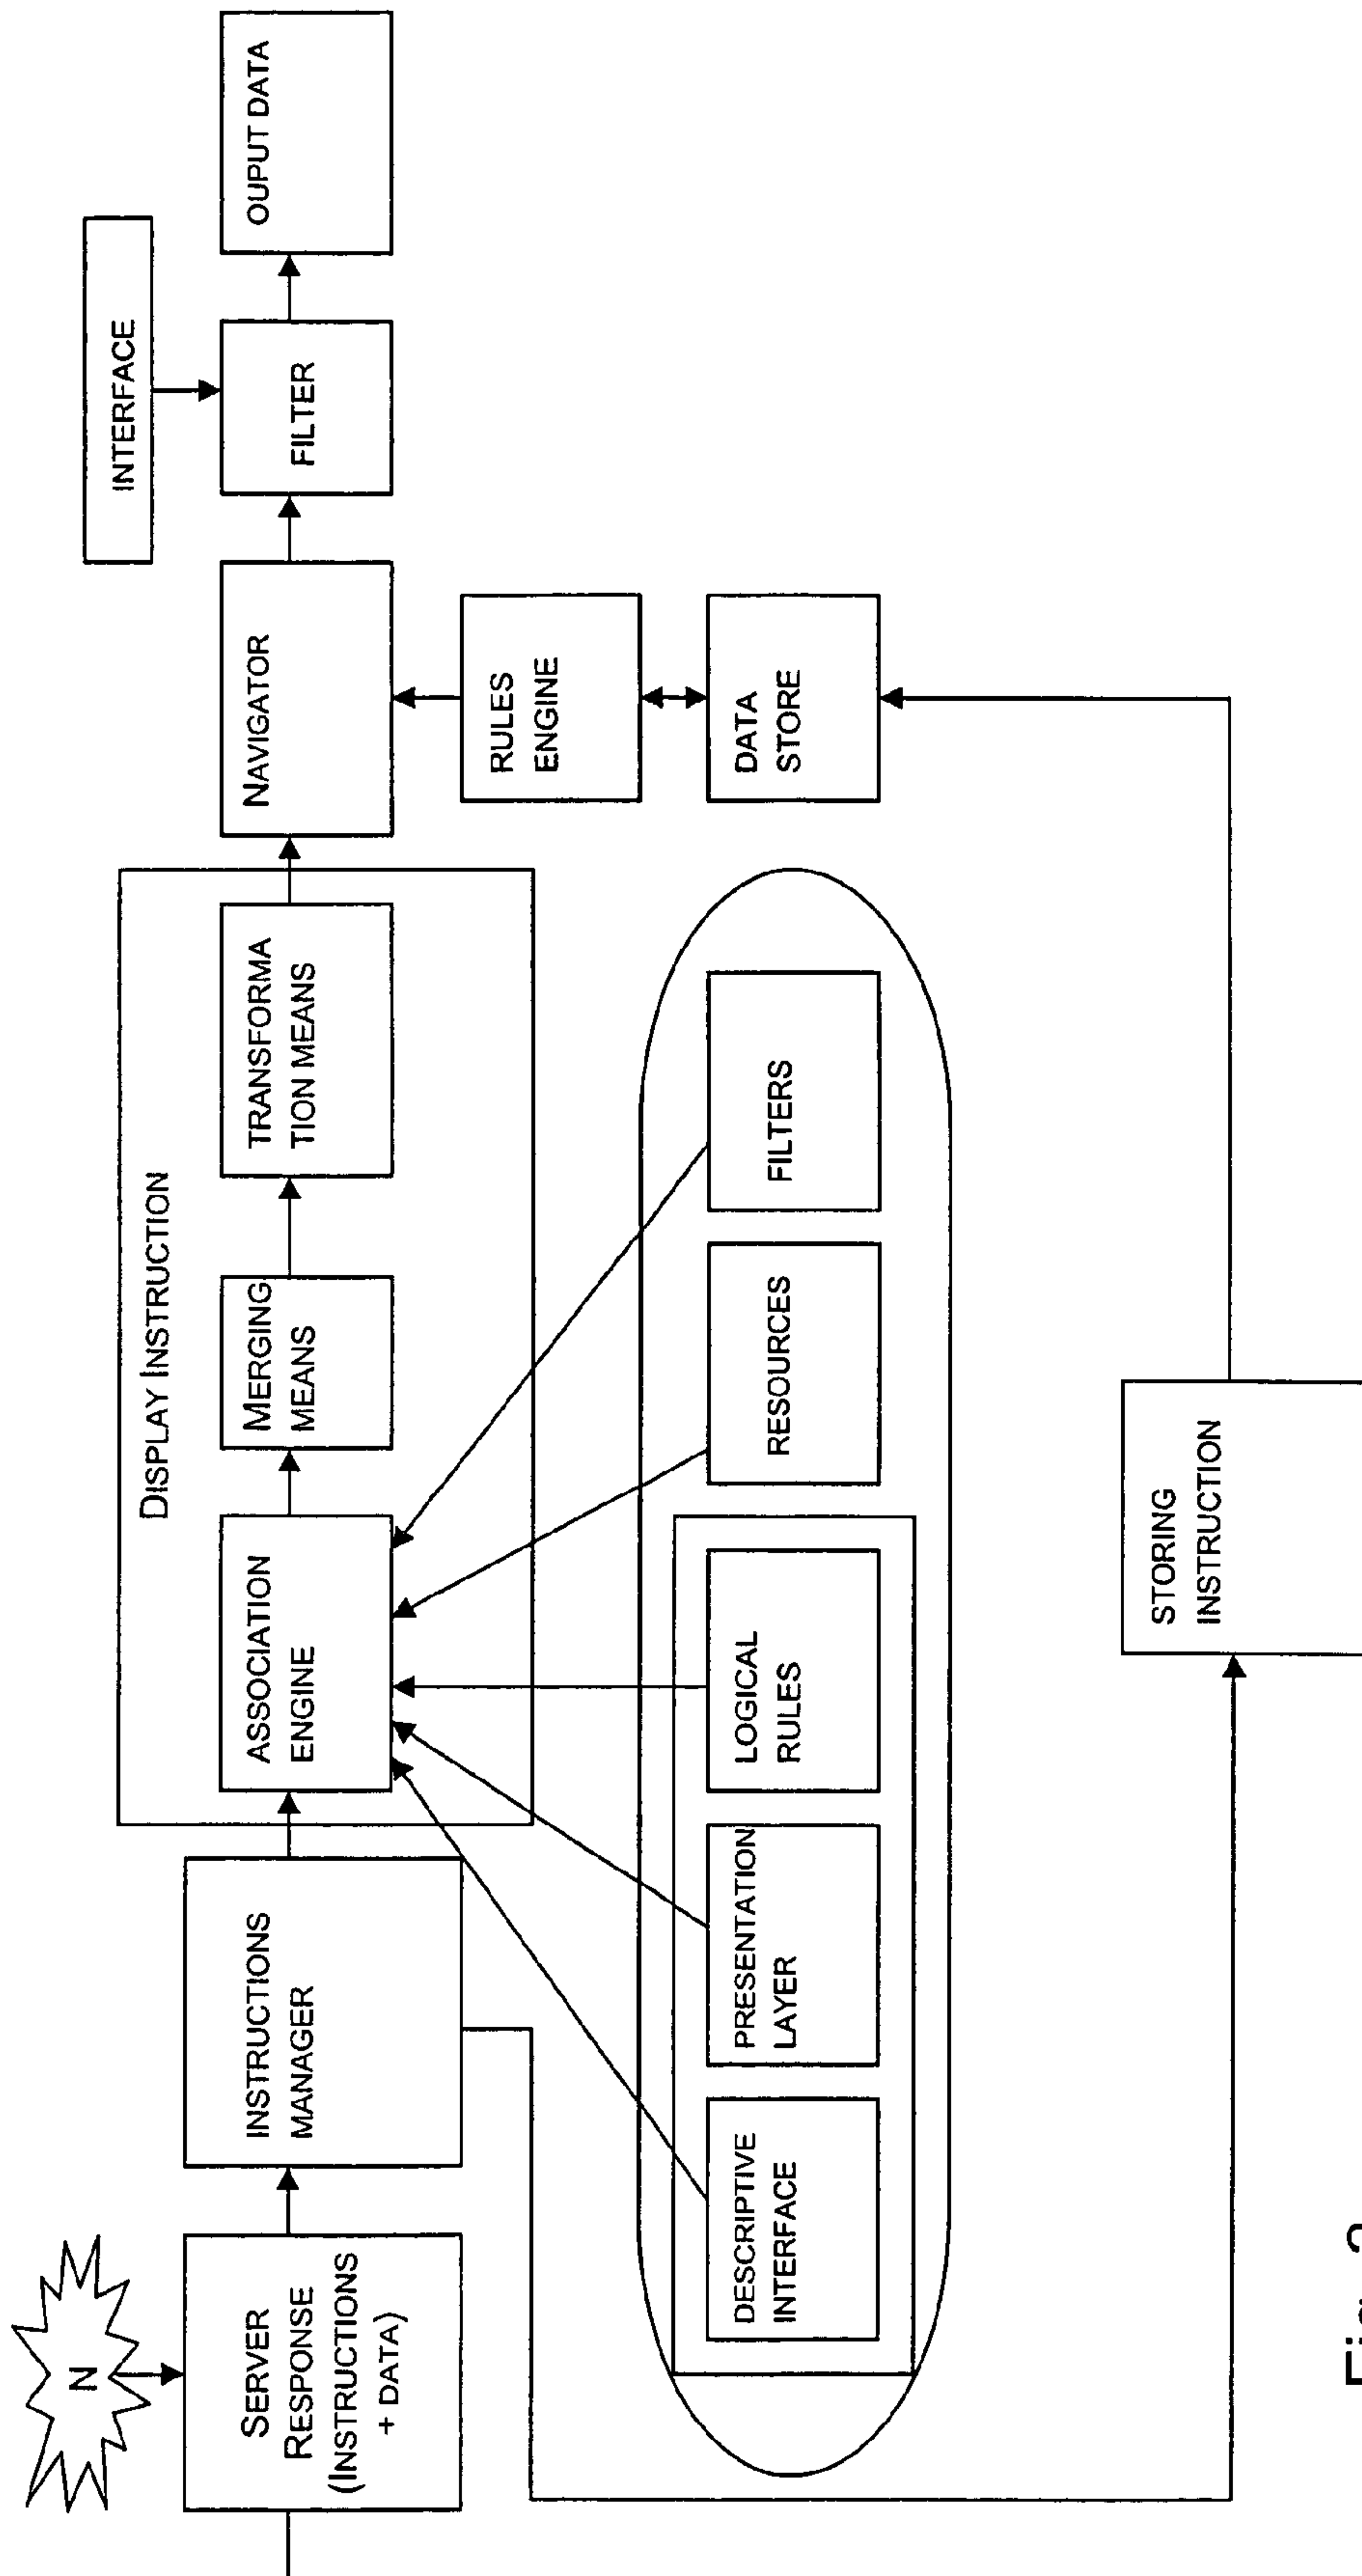 N
SERVER
RESPONSE
(INSTRUCTIONS
+ DATA)
INSTRUCTIONS
MANAGER
DISPLAY INSTRUCTION
ASSOCIATION
ENGINE
MERGING
MEANS
TRANSFORMA
TION MEANS
NAVIGATOR
INTERFACE
FILTER
OUPUT DATA
RULES
ENGINE
DATA
STORE
DESCRIPTIVE
INTERFACE
PRESENTATION
LAYER
LOGICAL
RULES
RESOURCES
FILTERS
STORING
INSTRUCTION